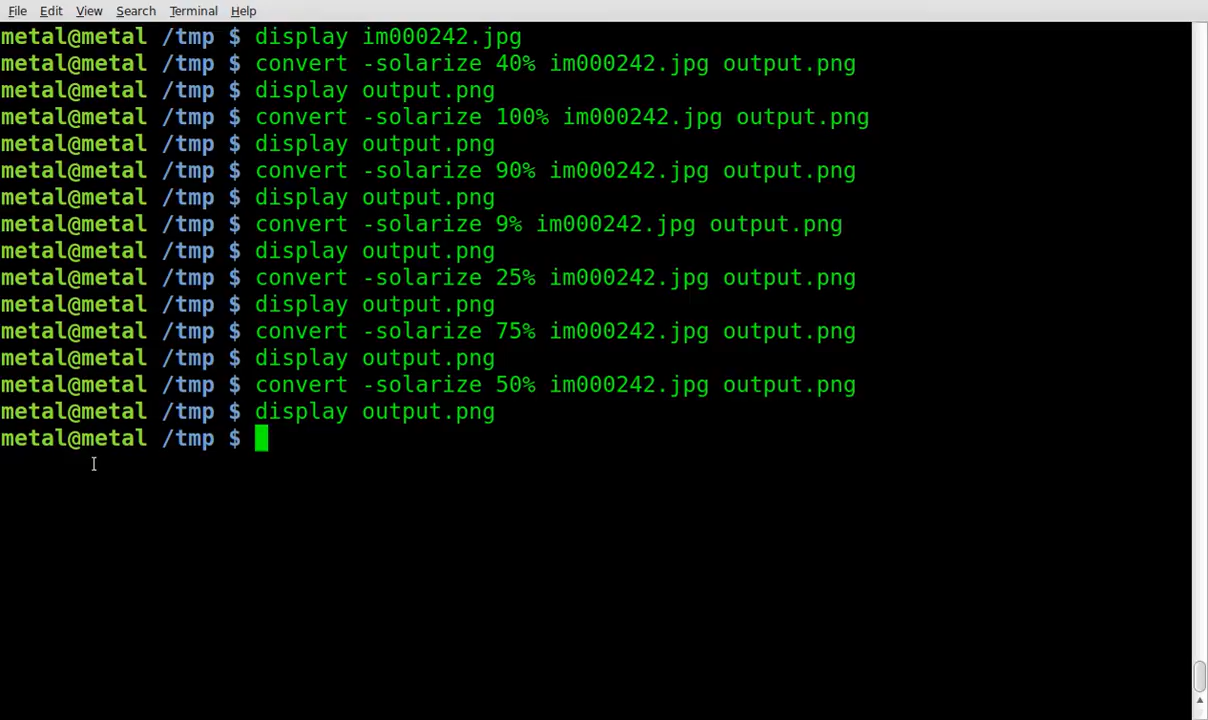 File Edit View Search Terminal Help
metal@metal /tmp $ display im000242.jpg
metal@metal /tmp $ convert -solarize 40% im000242.jpg output.png
metal@metal /tmp $ display output.png
metal@metal /tmp $ convert -solarize 100% im000242.jpg output.png
metal@metal /tmp $ display output.png
metal@metal /tmp $ convert -solarize 90% im000242.jpg output.png
metal@metal /tmp $ display output.png
metal@metal /tmp $ convert -solarize 9% im000242.jpg output.png
metal@metal /tmp $ display output.png
metal@metal /tmp $ convert -solarize 25% im000242.jpg output.png
metal@metal /tmp $ display output.png
metal@metal /tmp $ convert -solarize 75% im000242.jpg output.png
metal@metal /tmp $ display output.png
metal@metal /tmp $ convert -solarize 50% im000242.jpg output.png
metal@metal /tmp $ display output.png
metal@metal /tmp $